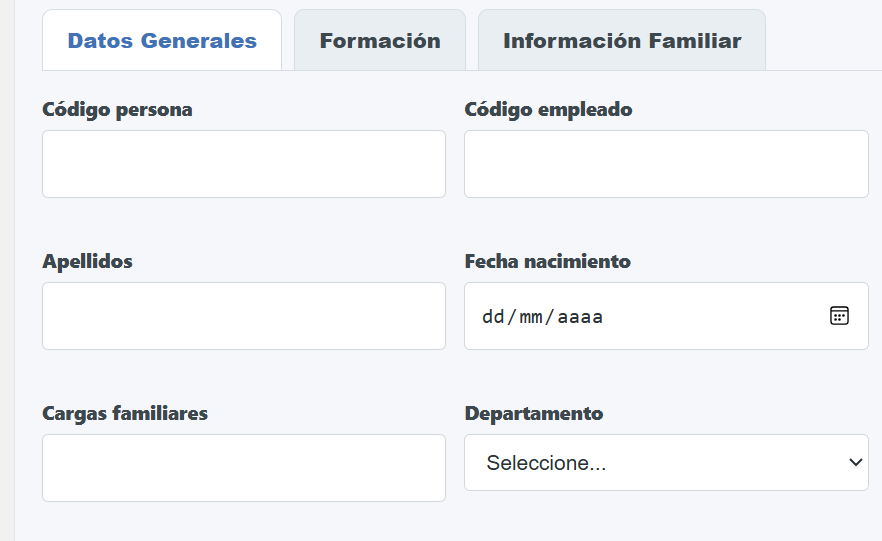 Datos Generales Formación Información Familiar
Código persona Código empleado
Apellidos Fecha nacimiento
dd/mm/aaaa
Cargas familiares Departamento
Seleccione...